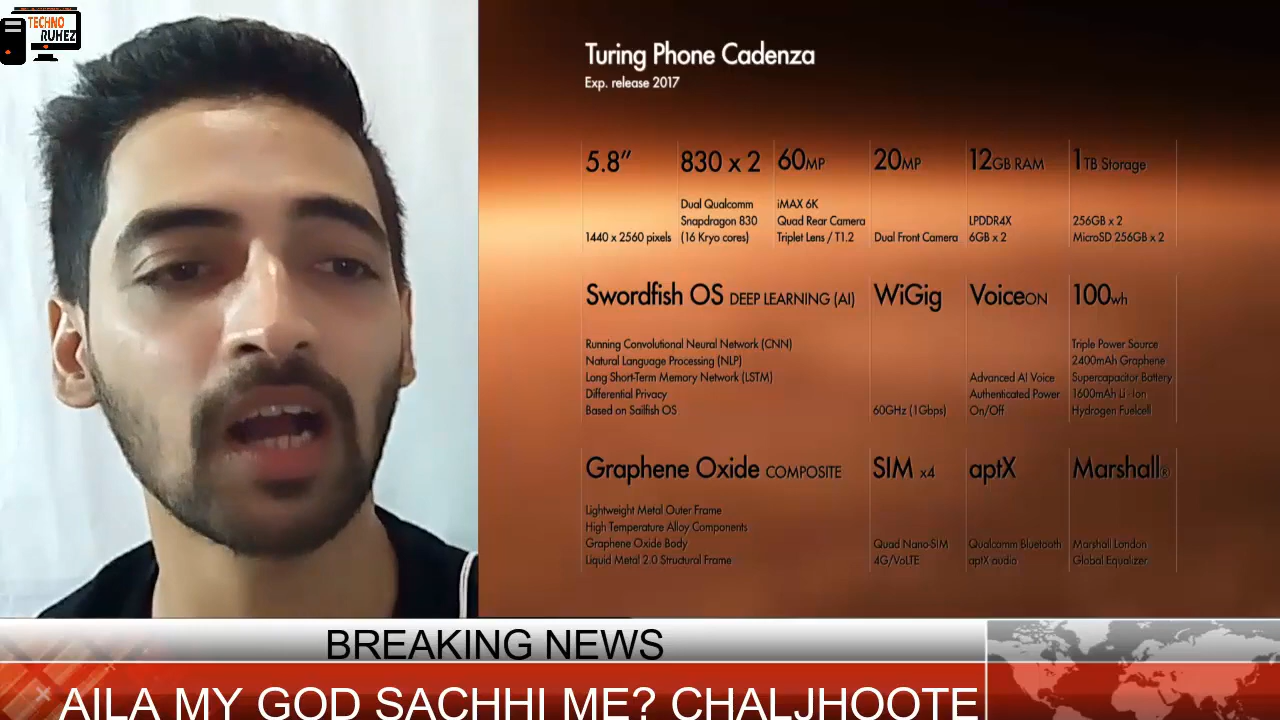 TECHNO
RUHEZ
Turing Phone Cadenza
Exp. release 2017
5.8” 830 x 2 60MP 20MP 12GB RAM 1TB Storage
1440 x 2560 pixels
Dual Qualcomm
Snapdragon 830
(16 Kryo cores)
iMAX 6K
Quad Rear Camera
Triplet Lens / T1.2
Dual Front Camera
LPDDR4X
6GB x 2
256GB x 2
MicroSD 256GB x 2
Swordfish OS DEEP LEARNING (AI) WiGig VoiceON 100wh
Running Convolutional Neural Network (CNN)
Natural Language Processing (NLP)
Long Short-Term Memory Network (LSTM)
Differential Privacy
Based on Sailfish OS
60GHz (1Gbps)
Advanced AI Voice
Authenticated Power
On/Off
Triple Power Source
2400mAh Graphene
Supercapacitor Battery
1600mAh Li-Ion
Hydrogen Fuelcell
Graphene Oxide COMPOSITE SIM x4 aptX Marshall®
Lightweight Metal Outer Frame
High Temperature Alloy Components
Graphene Oxide Body
Liquid Metal 2.0 Structural Frame
Quad Nano-SIM
4G/VoLTE
Qualcomm Bluetooth
aptX audio
Marshall London
Global Equalizer
BREAKING NEWS
AILA MY GOD SACHHI ME? CHALJHOOTE